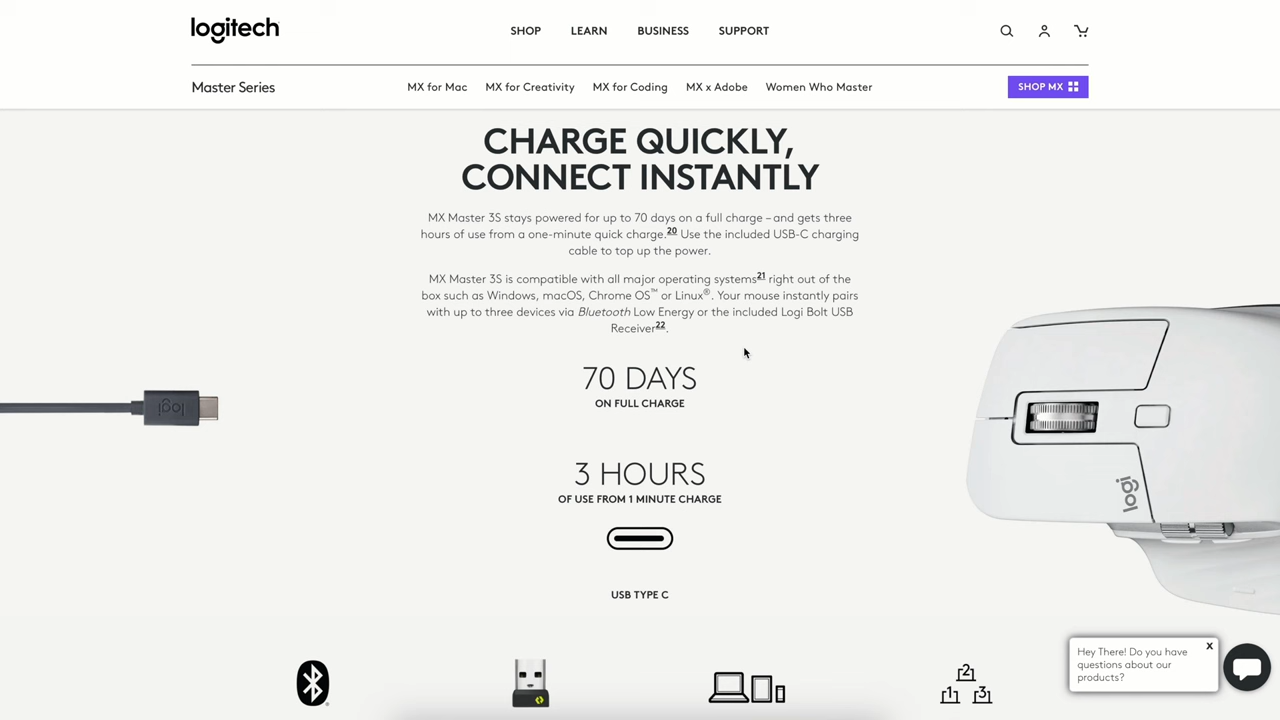 logitech
SHOP LEARN BUSINESS SUPPORT
Master Series
MX for Mac MX for Creativity MX for Coding MX x Adobe Women Who Master
SHOP MX
CHARGE QUICKLY,
CONNECT INSTANTLY
MX Master 3S stays powered for up to 70 days on a full charge – and gets three
hours of use from a one-minute quick charge.20 Use the included USB-C charging
cable to top up the power.
MX Master 3S is compatible with all major operating systems21 right out of the
box such as Windows, macOS, Chrome OS™ or Linux®. Your mouse instantly pairs
with up to three devices via Bluetooth Low Energy or the included Logi Bolt USB
Receiver22.
70 DAYS
ON FULL CHARGE
logi
3 HOURS
OF USE FROM 1 MINUTE CHARGE
logi
USB TYPE C
Hey There! Do you have
questions about our
products?
X
1 2 3